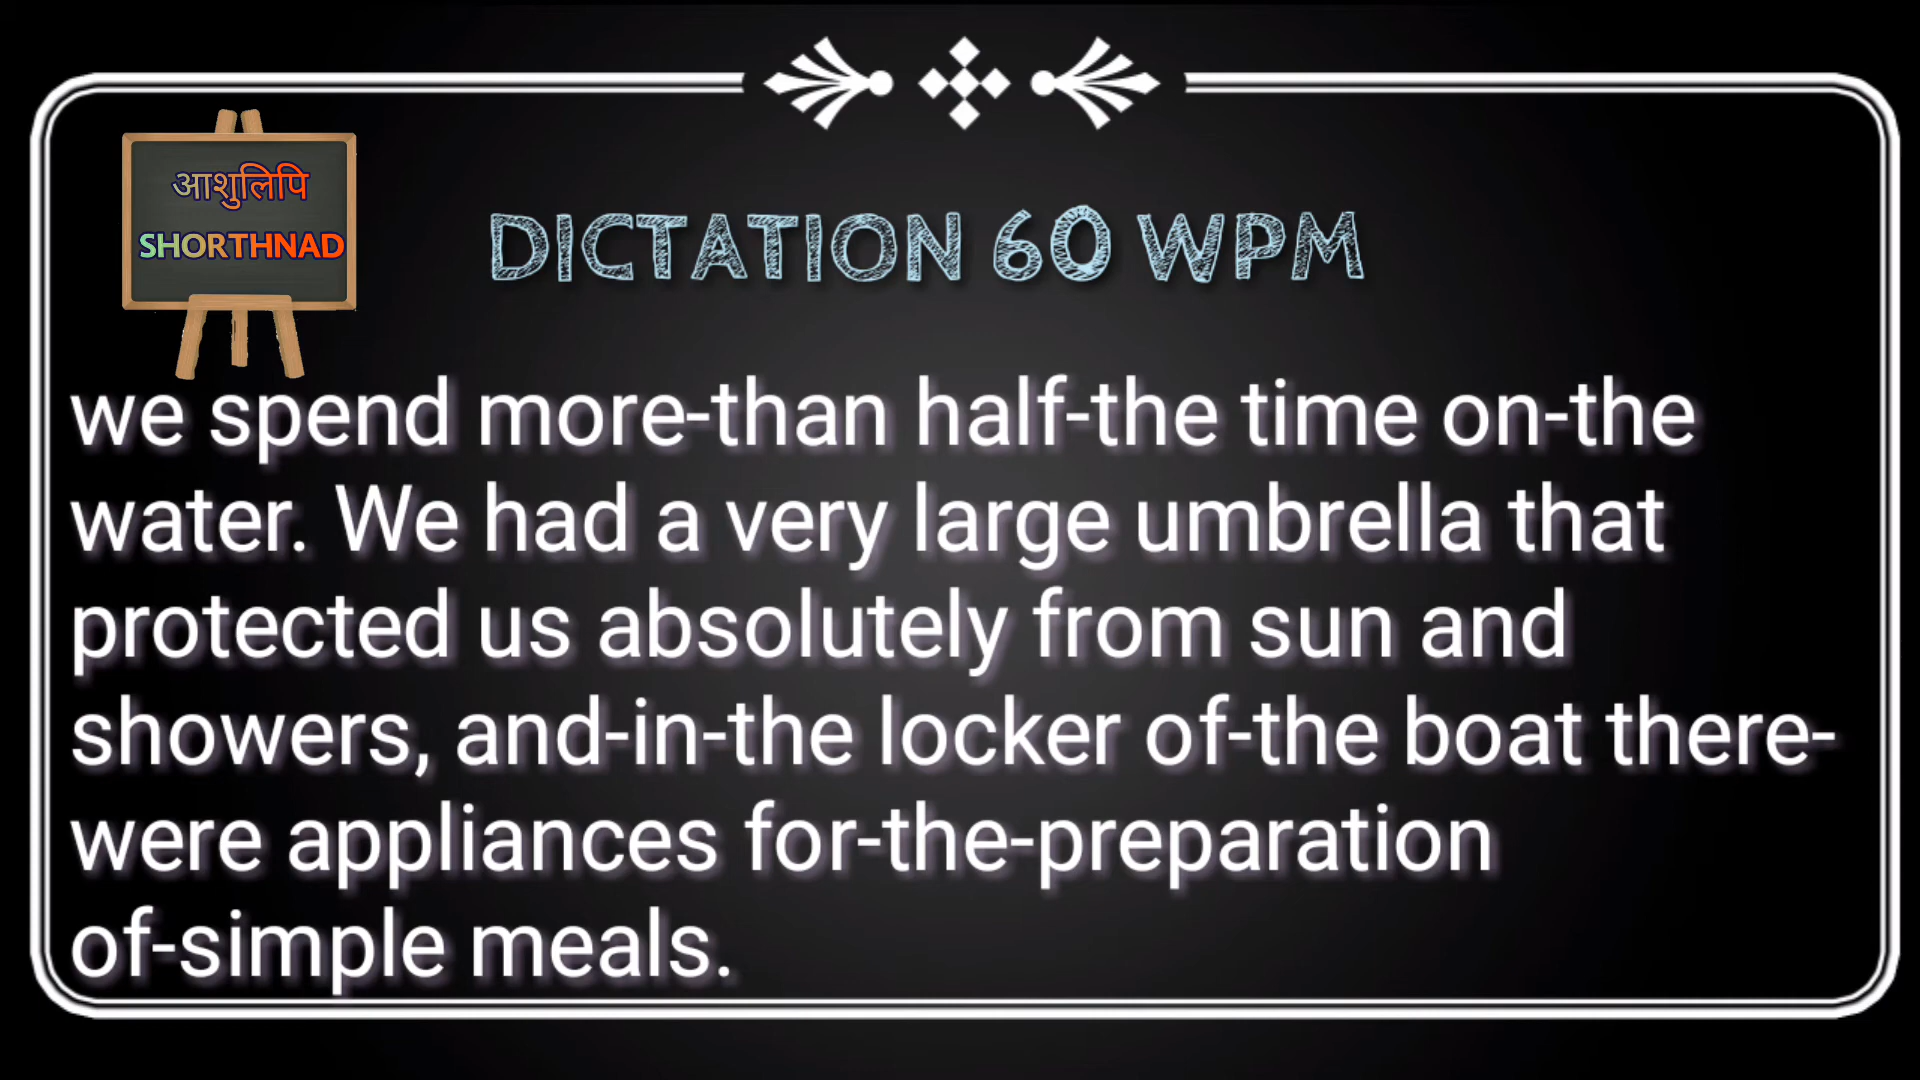 आशुलिपि
SHORTHNAD
DICTATION 60 WPM
we spend more-than half-the time on-the
water. We had a very large umbrella that
protected us absolutely from sun and
showers, and-in-the locker of-the boat there-
were appliances for-the-preparation
of-simple meals.